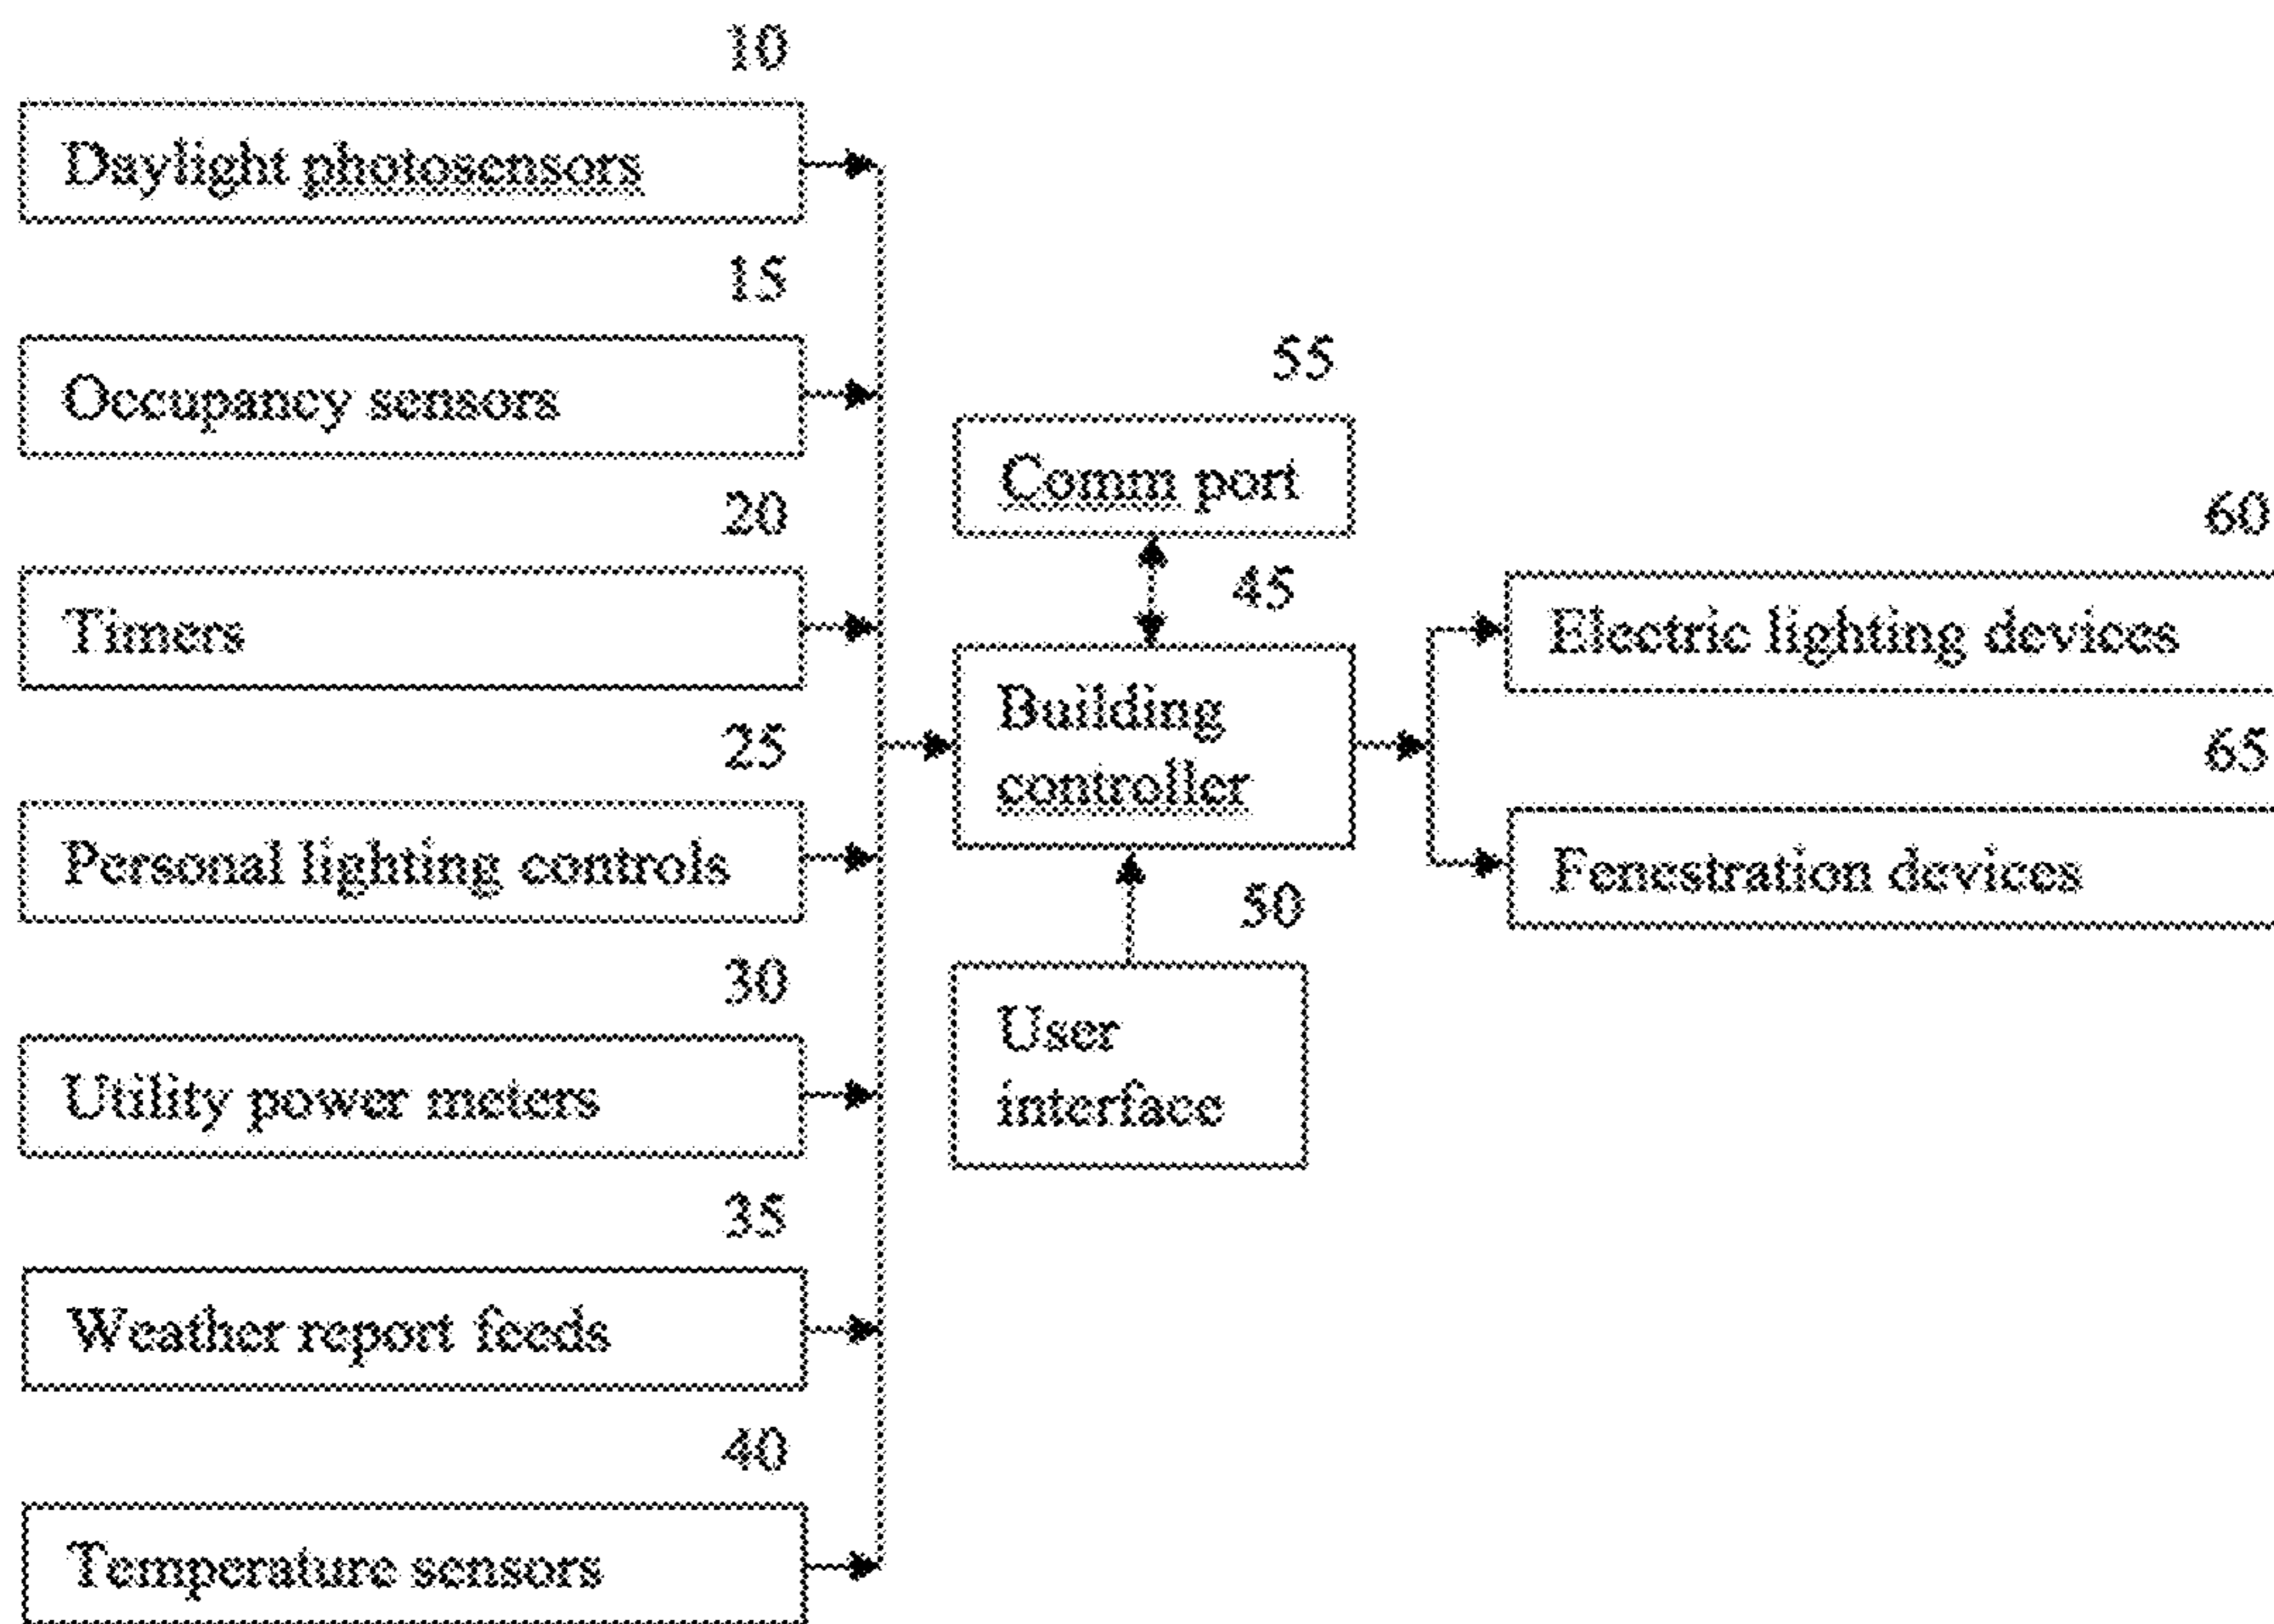 10
Daylight photosensors
15
Occupancy sensors
20
Timers
25
Personal lighting controls
30
Utility power meters
35
Weather report feeds
40
Temperature sensors
55
Comm port
45
Building
controller
50
User
interface
60
Electric lighting devices
65
Fenestration devices